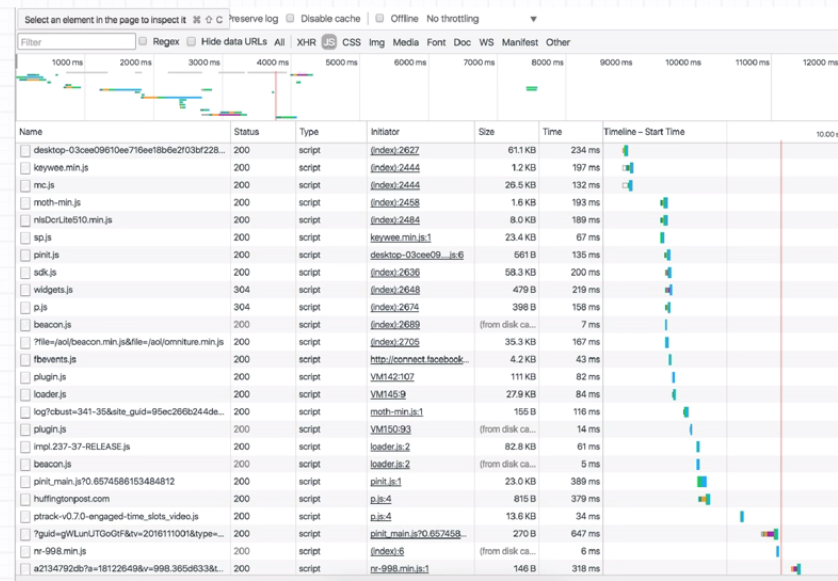 Select an element in the page to inspect it ⌘ ⇧ C Preserve log Disable cache Offline No throttling ▼
Filter Regex Hide data URLs All XHR JS CSS Img Media Font Doc WS Manifest Other
1000 ms 2000 ms 3000 ms 4000 ms 5000 ms 6000 ms 7000 ms 8000 ms 9000 ms 10000 ms 11000 ms 12000 ms
Name Status Type Initiator Size Time Timeline – Start Time 10.00 s
desktop-03cee09610ee716ee18b6e2f03bf228... 200 script (index):2627 61.1 KB 234 ms
keywee.min.js 200 script (index):2444 1.2 KB 197 ms
mc.js 200 script (index):2444 26.5 KB 132 ms
moth-min.js 200 script (index):2458 1.6 KB 193 ms
nlsDcrLite510.min.js 200 script (index):2484 8.0 KB 189 ms
sp.js 200 script keywee.min.js:1 23.4 KB 67 ms
pinit.js 200 script desktop-03cee09....js:6 561 B 135 ms
sdk.js 200 script (index):2636 58.3 KB 200 ms
widgets.js 304 script (index):2648 479 B 219 ms
p.js 304 script (index):2674 398 B 158 ms
beacon.js 200 script (index):2689 (from disk ca... 7 ms
?file=/aol/beacon.min.js&file=/aol/omniture.min.js 200 script (index):2705 35.3 KB 167 ms
fbevents.js 200 script http://connect.facebook... 4.2 KB 43 ms
plugin.js 200 script VM142:107 111 KB 82 ms
loader.js 200 script VM145:9 27.9 KB 84 ms
log?cbust=341-35&site_guid=95ec266b244de... 200 script moth-min.js:1 155 B 116 ms
plugin.js 200 script VM150:93 (from disk ca... 14 ms
impl.237-37-RELEASE.js 200 script loader.js:2 82.8 KB 61 ms
beacon.js 200 script loader.js:2 (from disk ca... 5 ms
pinit_main.js?0.6574586153484812 200 script pinit.js:1 23.0 KB 389 ms
huffingtonpost.com 200 script p.js:4 815 B 379 ms
ptrack-v0.7.0-engaged-time_slots_video.js 200 script p.js:4 13.6 KB 34 ms
?guid=gWLunUTGoGtF&tv=2016111001&type=... 200 script pinit_main.js?0.657458... 270 B 647 ms
nr-998.min.js 200 script (index):6 (from disk ca... 6 ms
a2134792db?a=18122649&v=998.365d633&t... 200 script nr-998.min.js:1 146 B 318 ms